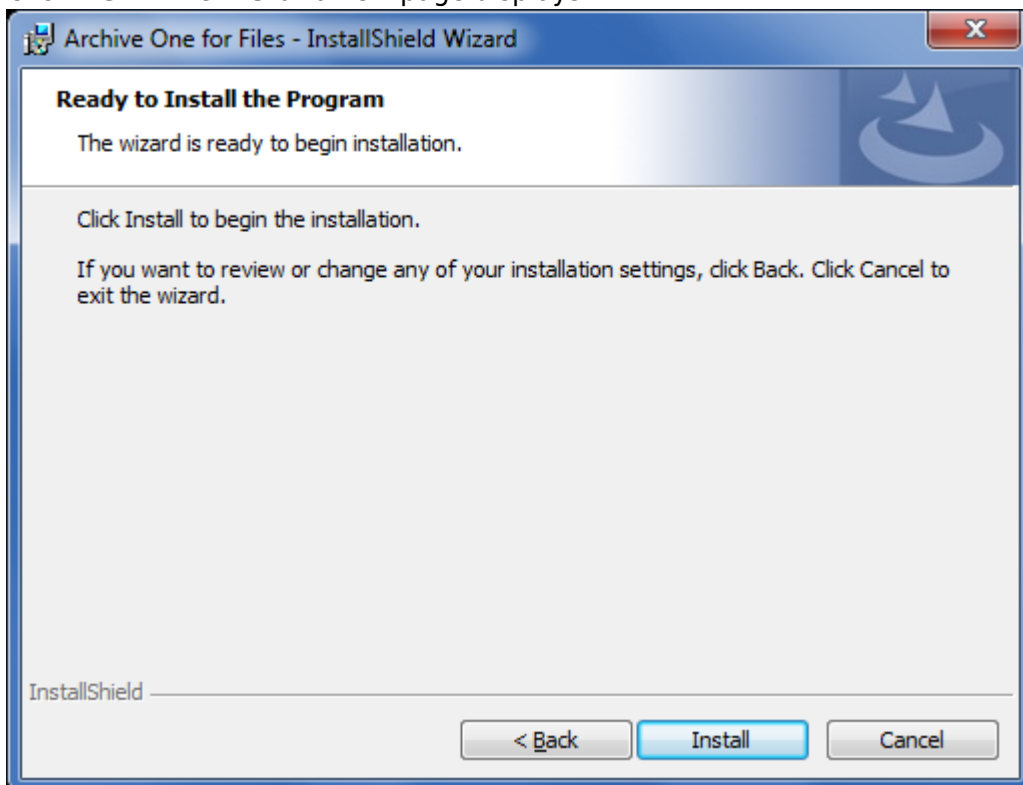 Archive One for Files - InstallShield Wizard
Ready to Install the Program
The wizard is ready to begin installation.
Click Install to begin the installation.
If you want to review or change any of your installation settings, click Back. Click Cancel to
exit the wizard.
InstallShield
< Back
Install
Cancel